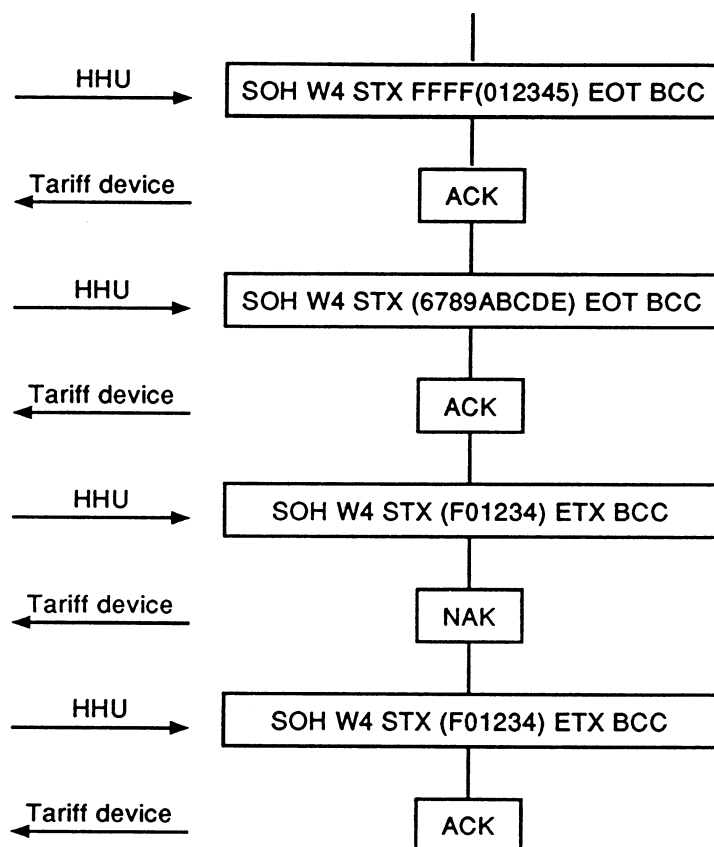 HHU
SOH W4 STX FFFF(012345) EOT BCC
Tariff device
ACK
HHU
SOH W4 STX (6789ABCDE) EOT BCC
Tariff device
ACK
HHU
SOH W4 STX (F01234) ETX BCC
Tariff device
NAK
HHU
SOH W4 STX (F01234) ETX BCC
Tariff device
ACK